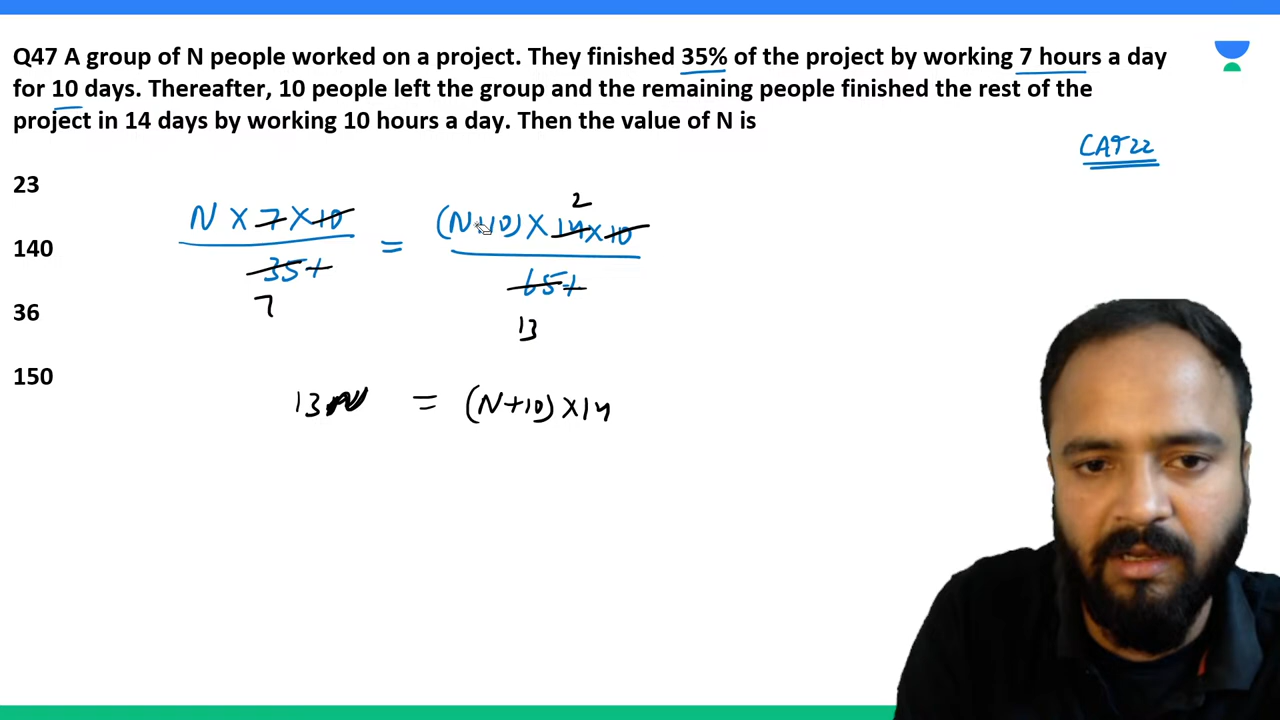 Q47 A group of N people worked on a project. They finished 35% of the project by working 7 hours a day
for 10 days. Thereafter, 10 people left the group and the remaining people finished the rest of the
project in 14 days by working 10 hours a day. Then the value of N is
CAT22
23
140
36
150
2
N X 7 X 10 = (N+10) X 14 X 10
35% 65%
7 13
13N = (N+10) X 14